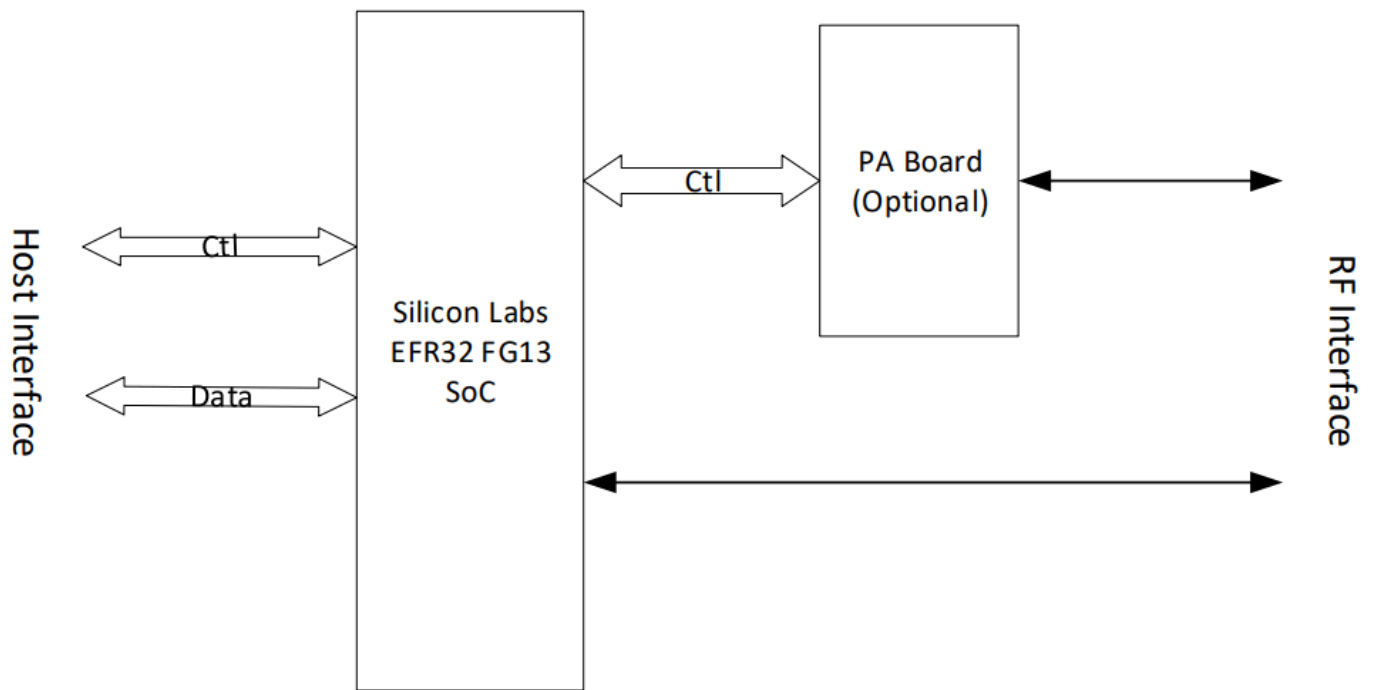 Host Interface
Ctl
Data
Silicon Labs
EFR32 FG13
SoC
Ctl
PA Board
(Optional)
RF Interface